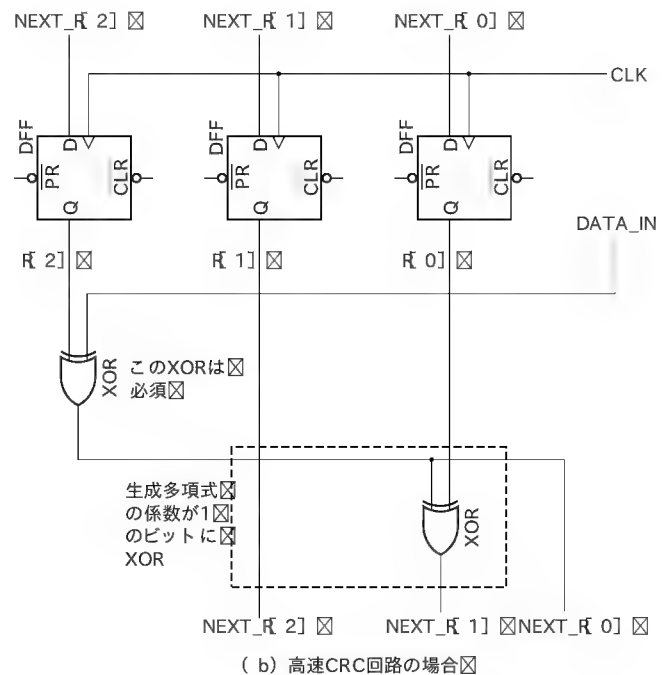 NEXT_R[ 2] NEXT_R[ 1] NEXT_R[ 0]
CLK
DFF D PR CLR Q
DFF D PR CLR Q
DFF D PR CLR Q
DATA_IN
R[ 2] R[ 1] R[ 0]
XOR
このXORは
必須
生成多項式
の係数が1
のビットに
XOR
XOR
NEXT_R[ 2] NEXT_R[ 1] NEXT_R[ 0]
( b) 高速CRC回路の場合